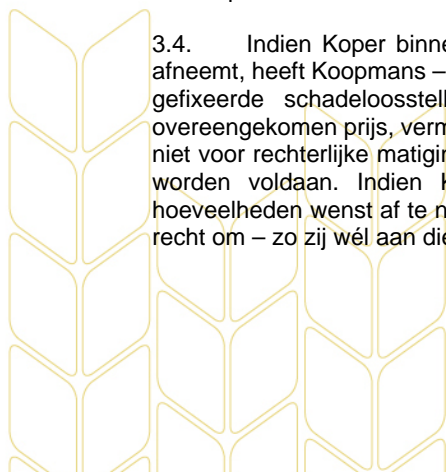 3.4. Indien Koper binne
afneemt, heeft Koopmans –
gefixeerde schadeloosstell
overeengekomen prijs, verm
niet voor rechterlijke matigin
worden voldaan. Indien K
hoeveelheden wenst af te n
recht om – zo zij wél aan die